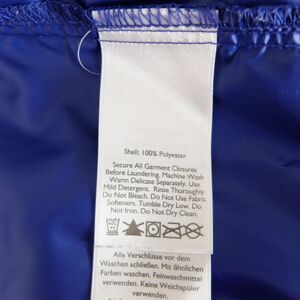 Shell: 100% Polyester
Secure All Garment Closures
Before Laundering. Machine Wash
Warm Delicate Separately. Use
Mild Detergent. Rinse Thoroughly.
Do Not Bleach. Do Not Use Fabric
Softeners. Tumble Dry Low. Do
Not Iron. Do Not Dry Clean.
Alle Verschlüsse vor dem
Waschen schließen. Mit ähnlichen
Farben waschen. Feinwaschmittel
verwenden. Keine Weichspüler
verwenden.